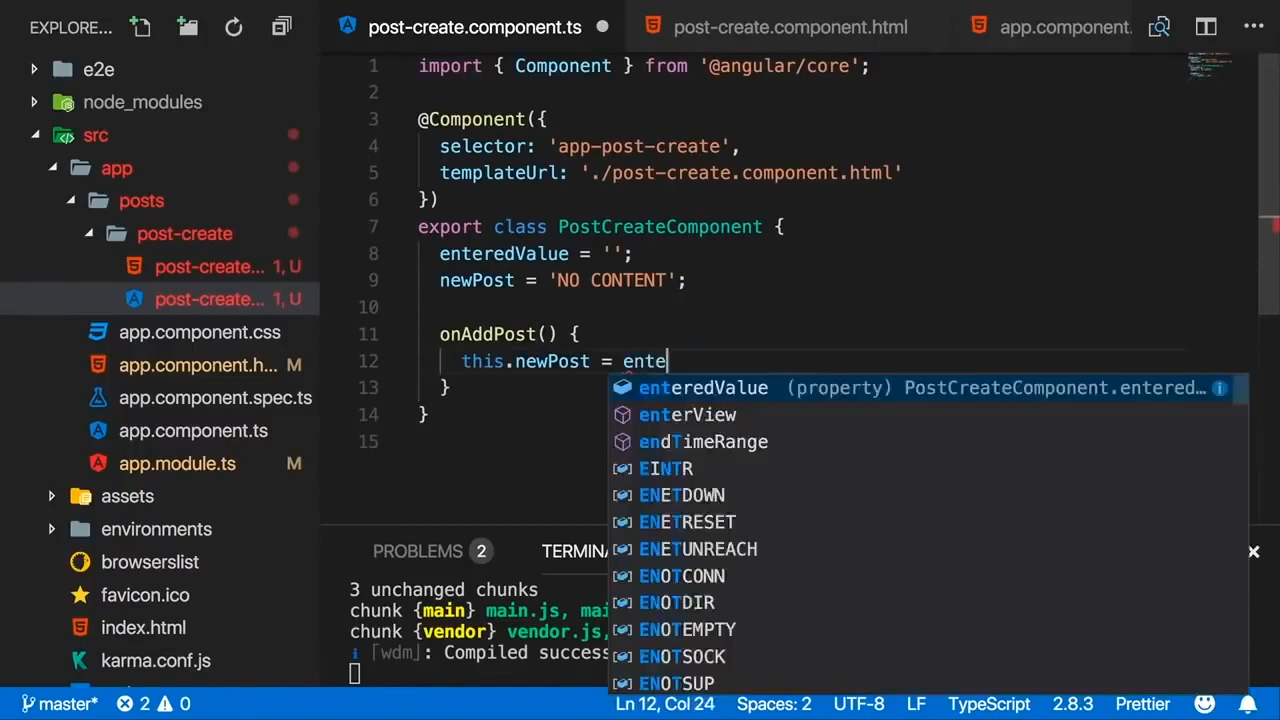 EXPLORE...
post-create.component.ts
post-create.component.html
app.component.
e2e
node_modules
src
app
posts
post-create
post-create... 1, U
post-create... 1, U
app.component.css
app.component.h... M
app.component.spec.ts
app.component.ts
app.module.ts M
assets
environments
browserslist
favicon.ico
index.html
karma.conf.js
1 import { Component } from '@angular/core';
2
3 @Component({
4 selector: 'app-post-create',
5 templateUrl: './post-create.component.html'
6 })
7 export class PostCreateComponent {
8 enteredValue = '';
9 newPost = 'NO CONTENT';
10
11 onAddPost() {
12 this.newPost = ente
13 }
14 }
15
enteredValue (property) PostCreateComponent.entered...
enterView
endTimeRange
EINTR
ENETDOWN
ENETRESET
ENETUNREACH
ENOTCONN
ENOTDIR
ENOTEMPTY
ENOTSOCK
ENOTSUP
PROBLEMS 2 TERMINA
3 unchanged chunks
chunk {main} main.js, mai
chunk {vendor} vendor.js,
i ｢wdm｣: Compiled success
master* 2 0 Ln 12, Col 24 Spaces: 2 UTF-8 LF TypeScript 2.8.3 Prettier